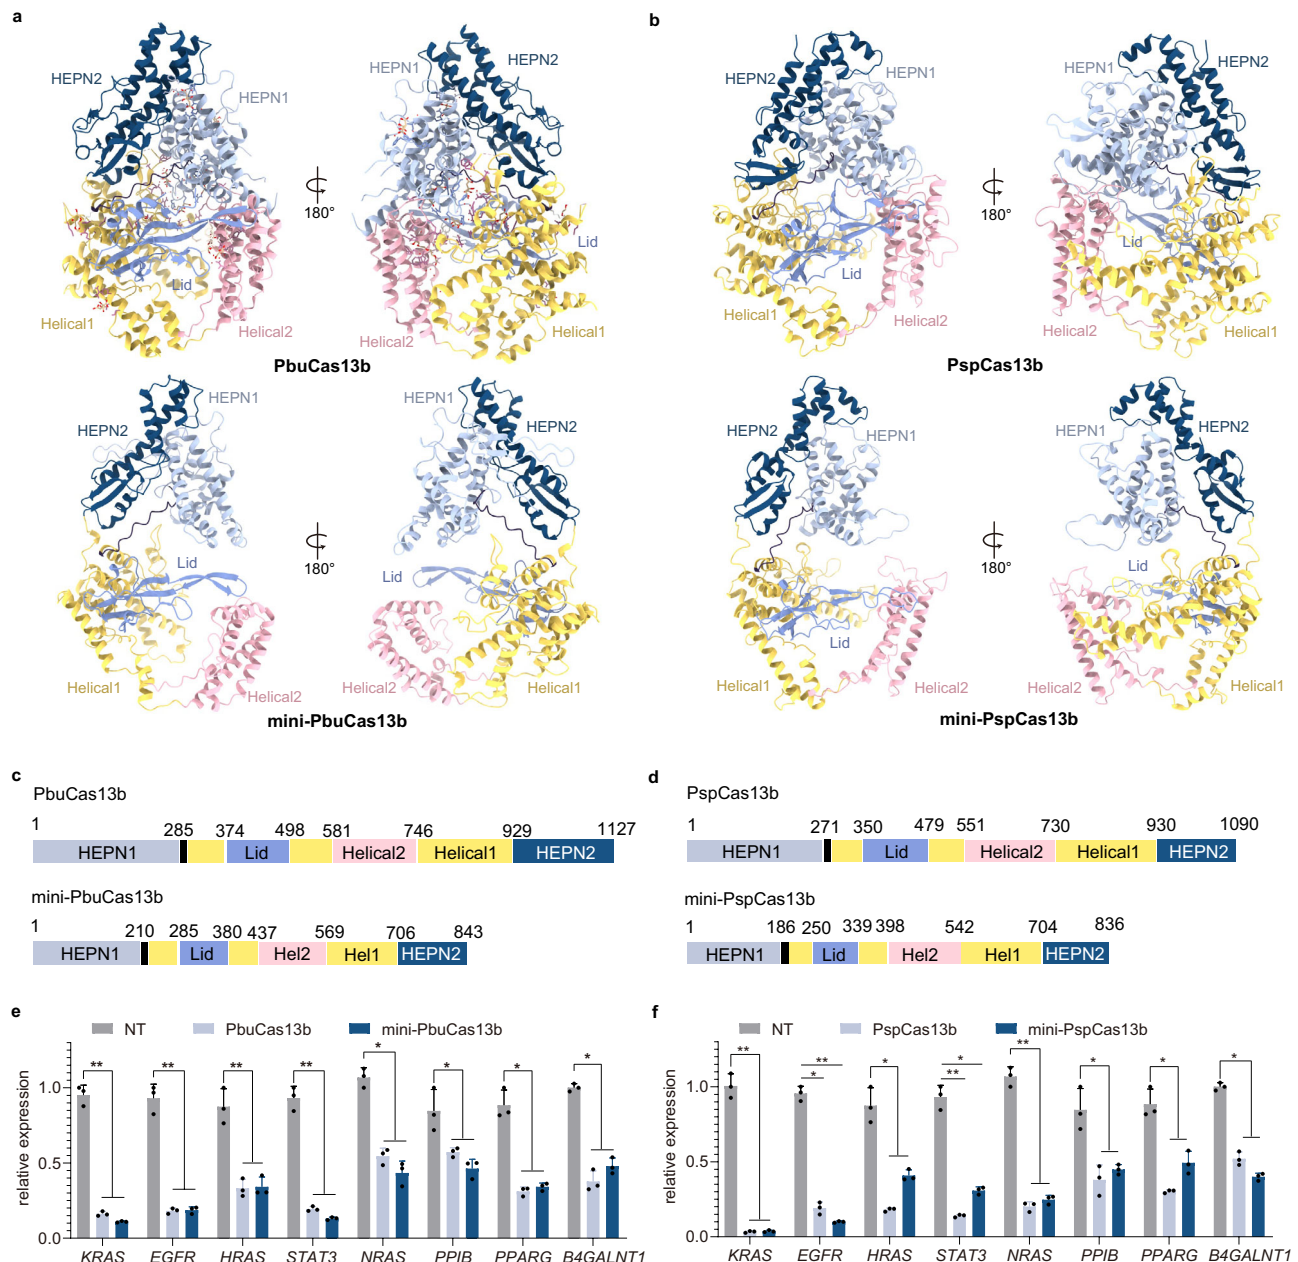 a
HEPN2
HEPN1
180°
Lid
Helical1
Helical2
HEPN1
HEPN2
Lid
Helical2
Helical1
PbuCas13b
HEPN1
HEPN2
180°
Lid
Helical1
Helical2
HEPN1
HEPN2
Lid
Helical2
Helical1
mini-PbuCas13b
b
HEPN2
HEPN1
180°
Lid
Helical1
Helical2
HEPN1
HEPN2
Lid
Helical2
Helical1
PspCas13b
HEPN2
HEPN1
180°
Lid
Helical1
Helical2
HEPN1
HEPN2
Lid
Helical2
Helical1
mini-PspCas13b
c
PbuCas13b
1 285 374 498 581 746 929 1127
HEPN1 Lid Helical2 Helical1 HEPN2
mini-PbuCas13b
1 210 285 380 437 569 706 843
HEPN1 Lid Hel2 Hel1 HEPN2
d
PspCas13b
1 271 350 479 551 730 930 1090
HEPN1 Lid Helical2 Helical1 HEPN2
mini-PspCas13b
1 186 250 339 398 542 704 836
HEPN1 Lid Hel2 Hel1 HEPN2
e
NT PbuCas13b mini-PbuCas13b
relative expression
1.0
0.5
0
** ** ** ** * * * *
KRAS EGFR HRAS STAT3 NRAS PPIB PPARG B4GALNT1
f
NT PspCas13b mini-PspCas13b
relative expression
1.0
0.5
0
** ** * * * ** ** * * *
KRAS EGFR HRAS STAT3 NRAS PPIB PPARG B4GALNT1